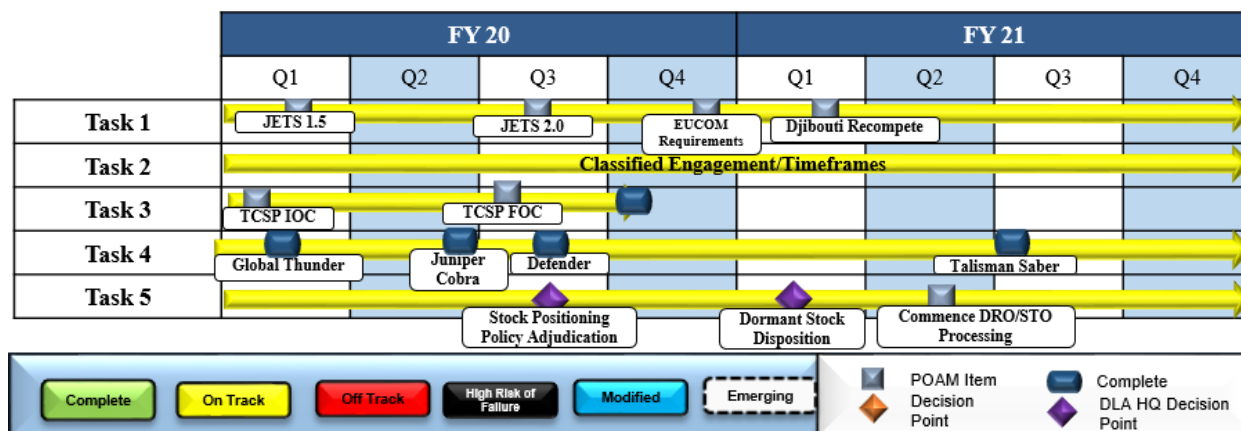 FY 20
FY 21
Q1
Q2
Q3
Q4
Q1
Q2
Q3
Q4
Task 1
JETS 1.5
JETS 2.0
EUCOM
Requirements
Djibouti Recompete
Task 2
Classified Engagement/Timeframes
Task 3
TCSP IOC
TCSP FOC
Task 4
Global Thunder
Juniper
Cobra
Defender
Talisman Saber
Task 5
Stock Positioning
Policy Adjudication
Dormant Stock
Disposition
Commence DRO/STO
Processing
Complete
On Track
Off Track
High Risk of
Failure
Modified
Emerging
POAM Item
Complete
Decision
Point
DLA HQ Decision
Point